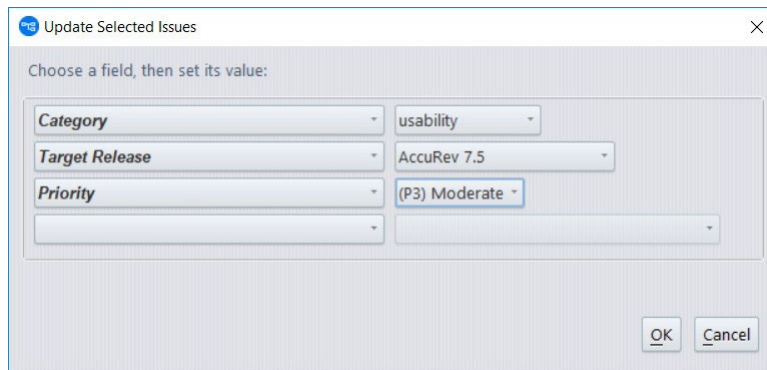 Update Selected Issues
Choose a field, then set its value:
Category usability
Target Release AccuRev 7.5
Priority (P3) Moderate
OK Cancel